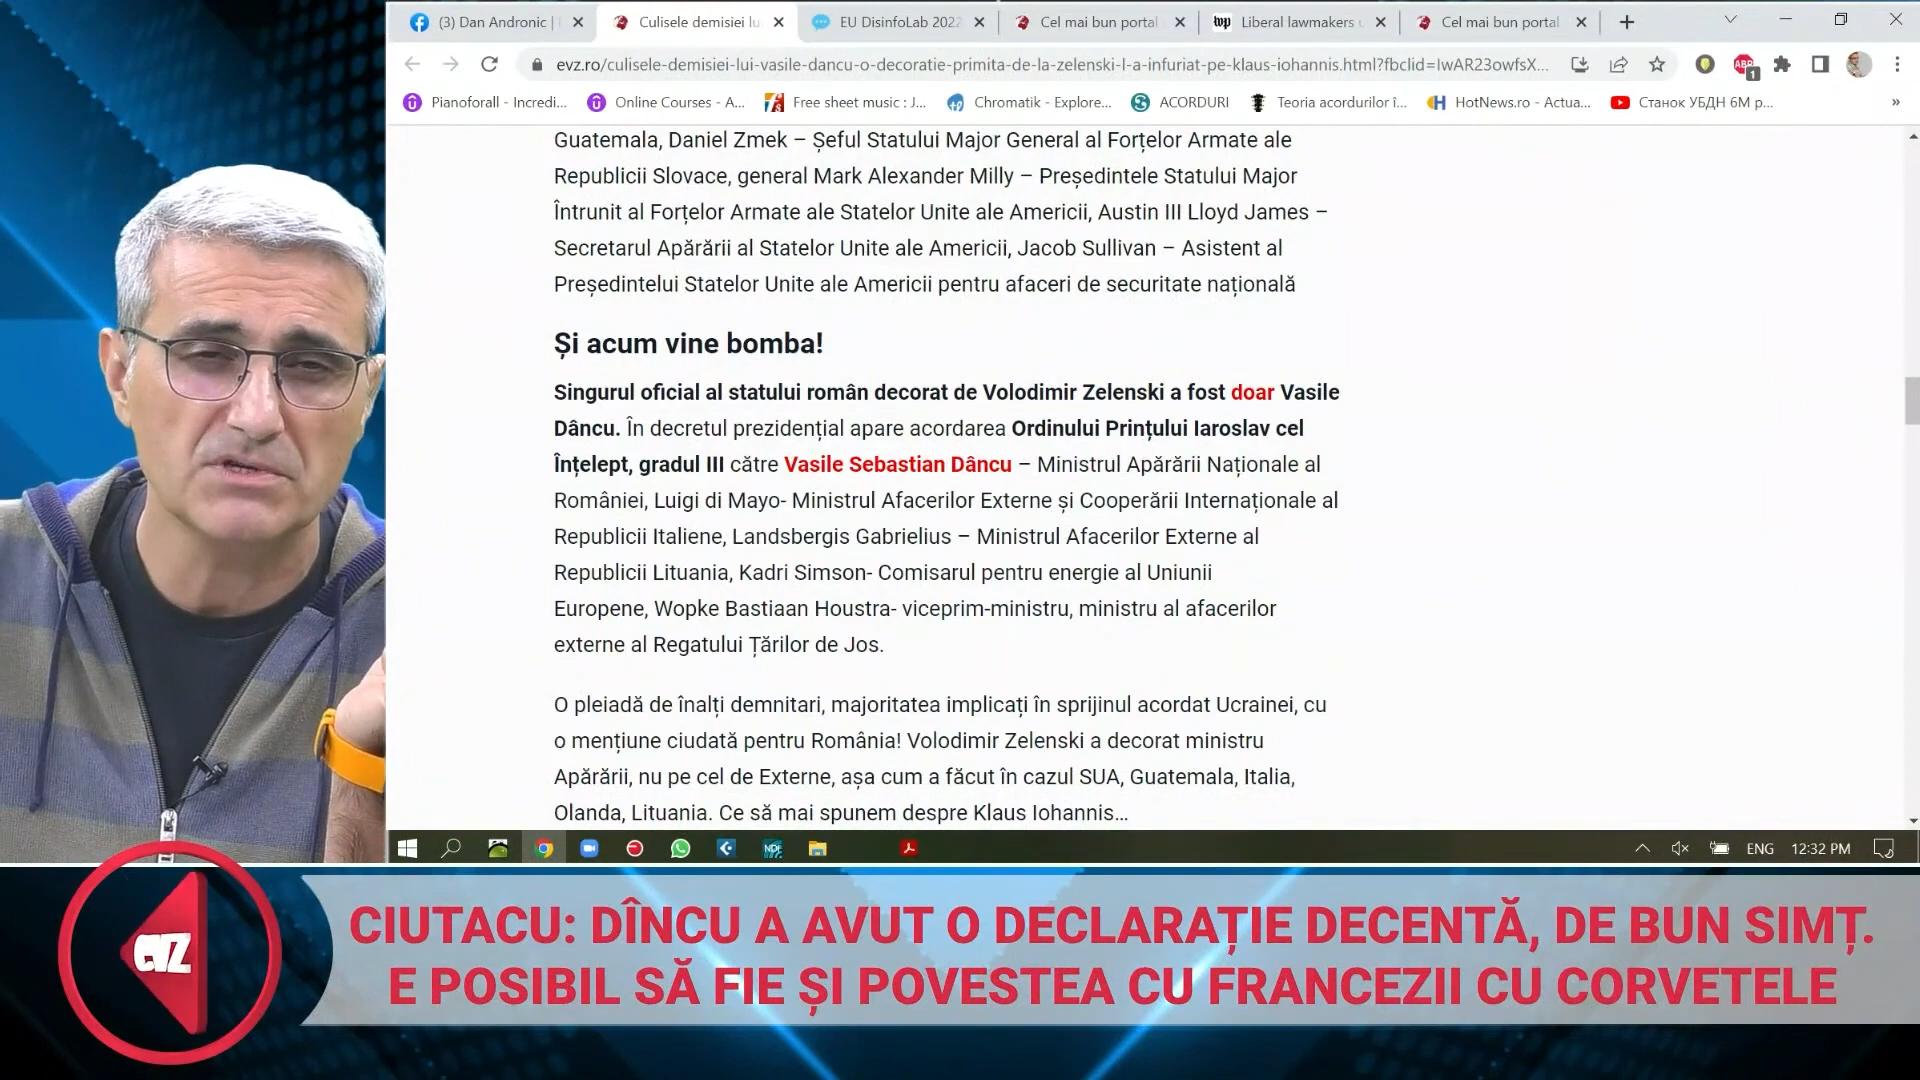 (3) Dan Andronic |
Culisele demisiei lu
EU DisinfoLab 2022
Cel mai bun portal
Liberal lawmakers u
Cel mai bun portal
evz.ro/culisele-demisiei-lui-vasile-dancu-o-decoratie-primita-de-la-zelenski-l-a-infuriat-pe-klaus-iohannis.html?fbclid=IwAR23owfsX...
ABP
1
Pianoforall - Incredi...
Online Courses - A...
Free sheet music : J...
Chromatik - Explore...
ACORDURI
Teoria acordurilor î...
HotNews.ro - Actua...
Станок УБДН 6М р...
»
Guatemala, Daniel Zmek – Șeful Statului Major General al Forțelor Armate ale
Republicii Slovace, general Mark Alexander Milly – Președintele Statului Major
Întrunit al Forțelor Armate ale Statelor Unite ale Americii, Austin III Lloyd James –
Secretarul Apărării al Statelor Unite ale Americii, Jacob Sullivan – Asistent al
Președintelui Statelor Unite ale Americii pentru afaceri de securitate națională
Și acum vine bomba!
Singurul oficial al statului român decorat de Volodimir Zelenski a fost doar Vasile
Dâncu. În decretul prezidențial apare acordarea Ordinului Prințului Iaroslav cel
Înțelept, gradul III către Vasile Sebastian Dâncu – Ministrul Apărării Naționale al
României, Luigi di Mayo- Ministrul Afacerilor Externe și Cooperării Internaționale al
Republicii Italiene, Landsbergis Gabrielius – Ministrul Afacerilor Externe al
Republicii Lituania, Kadri Simson- Comisarul pentru energie al Uniunii
Europene, Wopke Bastiaan Houstra- viceprim-ministru, ministru al afacerilor
externe al Regatului Țărilor de Jos.
O pleiadă de înalți demnitari, majoritatea implicați în sprijinul acordat Ucrainei, cu
o mențiune ciudată pentru România! Volodimir Zelenski a decorat ministru
Apărării, nu pe cel de Externe, așa cum a făcut în cazul SUA, Guatemala, Italia,
Olanda, Lituania. Ce să mai spunem despre Klaus Iohannis...
NDF
ENG
12:32 PM
evz
CIUTACU: DÎNCU A AVUT O DECLARAȚIE DECENTĂ, DE BUN SIMȚ.
E POSIBIL SĂ FIE ȘI POVESTEA CU FRANCEZII CU CORVETELE